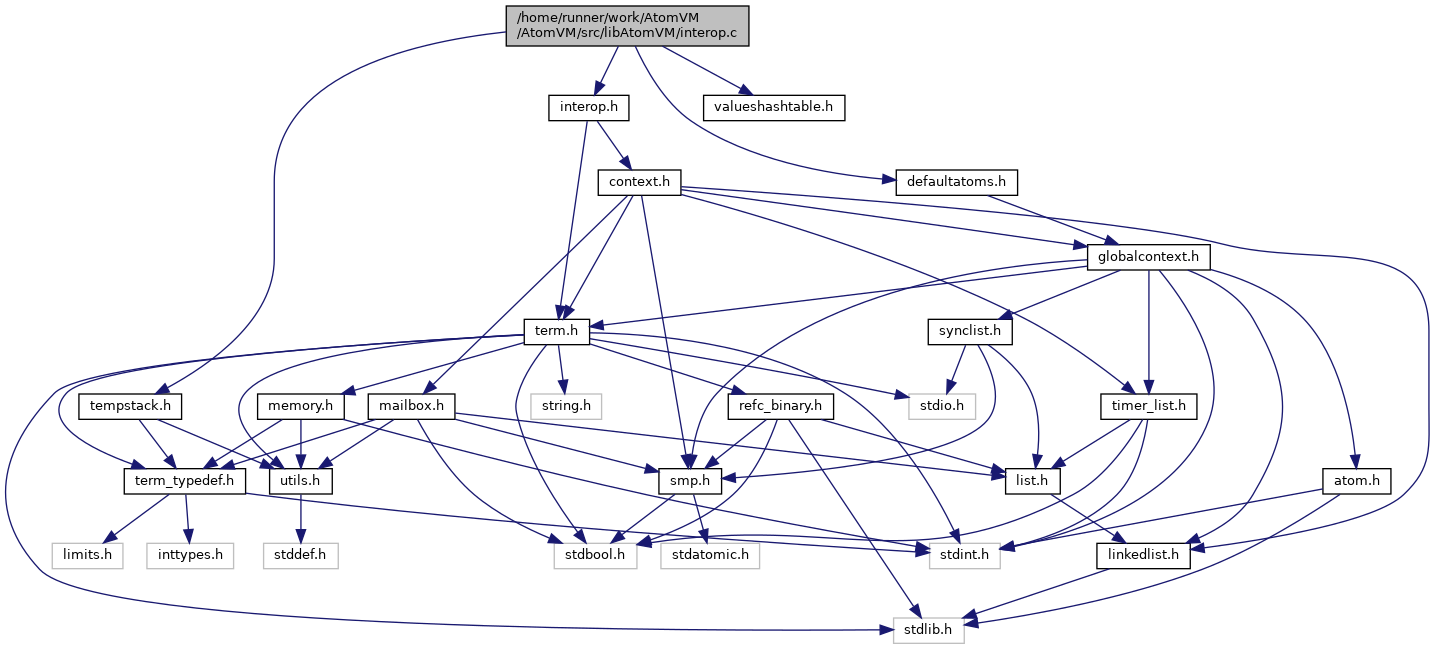 /home/runner/work/AtomVM
/AtomVM/src/libAtomVM/interop.c
interop.h
valueshashtable.h
context.h
defaultatoms.h
globalcontext.h
term.h
synclist.h
tempstack.h
memory.h
mailbox.h
string.h
refc_binary.h
stdio.h
timer_list.h
term_typedef.h
utils.h
smp.h
list.h
atom.h
limits.h
inttypes.h
stddef.h
stdbool.h
stdatomic.h
stdint.h
linkedlist.h
stdlib.h